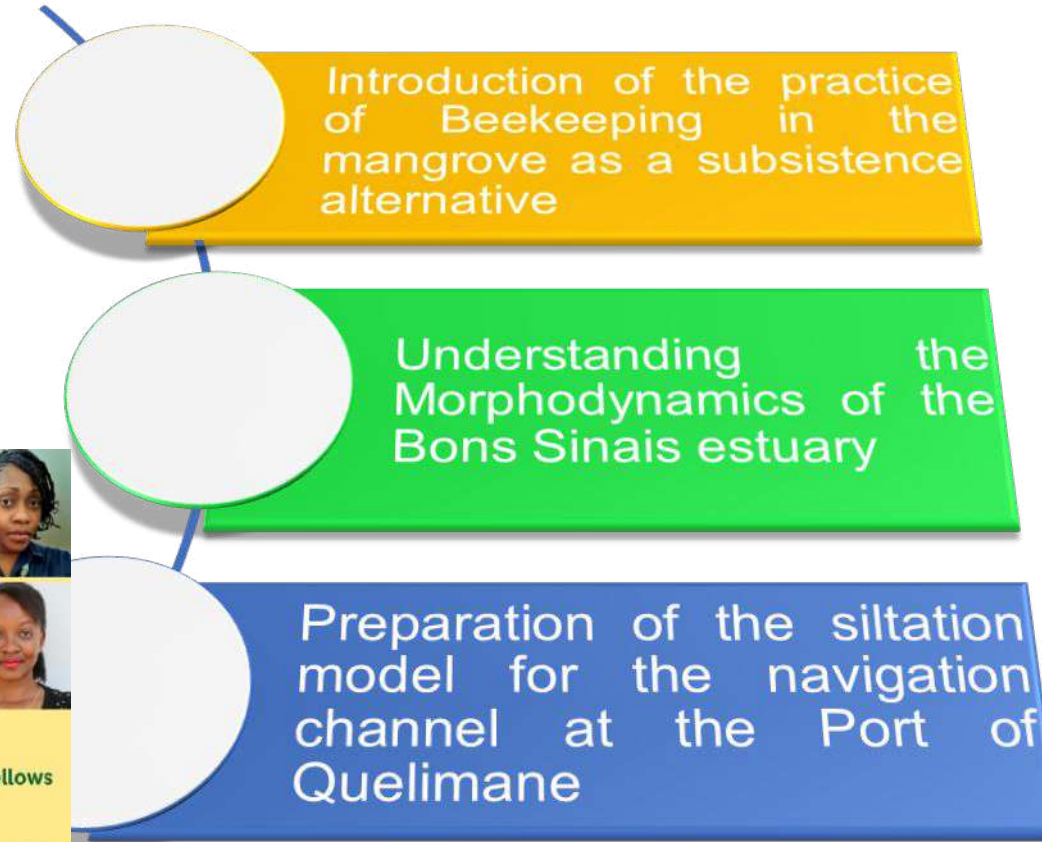 Introduction of the practice
of Beekeeping in the
mangrove as a subsistence
alternative
Understanding the
Morphodynamics of the
Bons Sinais estuary
Preparation of the siltation
model for the navigation
channel at the Port of
Quelimane